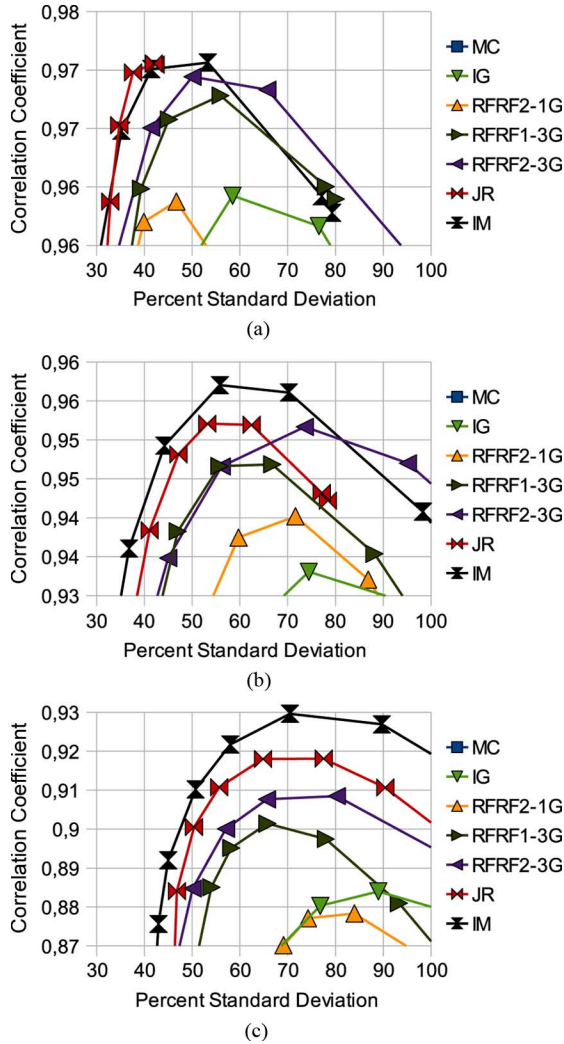 Correlation Coefficient
0,98
0,97
0,97
0,96
0,96
30 40 50 60 70 80 90 100
Percent Standard Deviation
MC
IG
RFRF2-1G
RFRF1-3G
RFRF2-3G
JR
IM
(a)
Correlation Coefficient
0,96
0,96
0,95
0,95
0,94
0,94
0,93
30 40 50 60 70 80 90 100
Percent Standard Deviation
MC
IG
RFRF2-1G
RFRF1-3G
RFRF2-3G
JR
IM
(b)
Correlation Coefficient
0,93
0,92
0,91
0,9
0,89
0,88
0,87
30 40 50 60 70 80 90 100
Percent Standard Deviation
MC
IG
RFRF2-1G
RFRF1-3G
RFRF2-3G
JR
IM
(c)